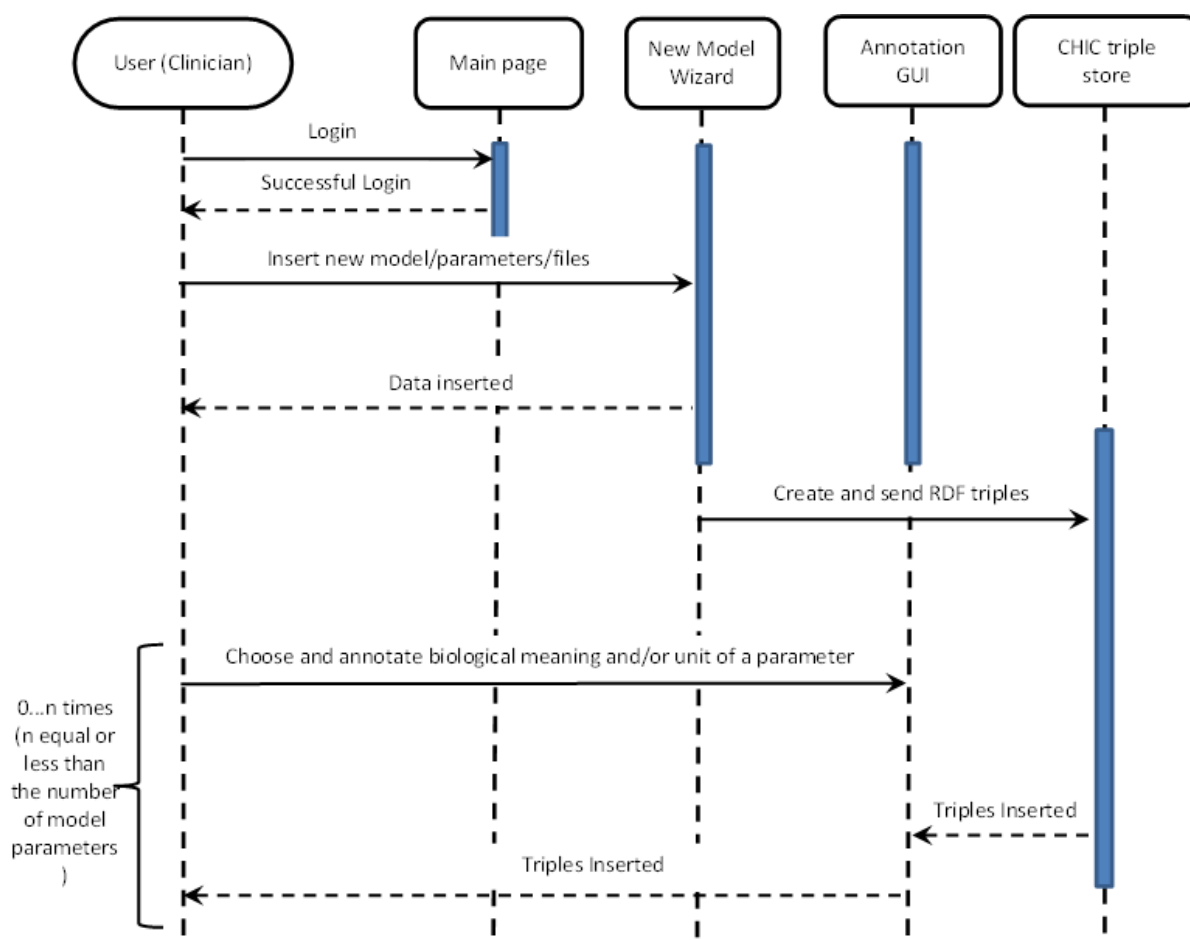 User (Clinician)
Main page
New Model
Wizard
Annotation
GUI
CHIC triple
store
Login
Successful Login
Insert new model/parameters/files
Data inserted
Create and send RDF triples
Choose and annotate biological meaning and/or unit of a parameter
0...n times
(n equal or
less than
the number
of model
parameters
)
Triples Inserted
Triples Inserted